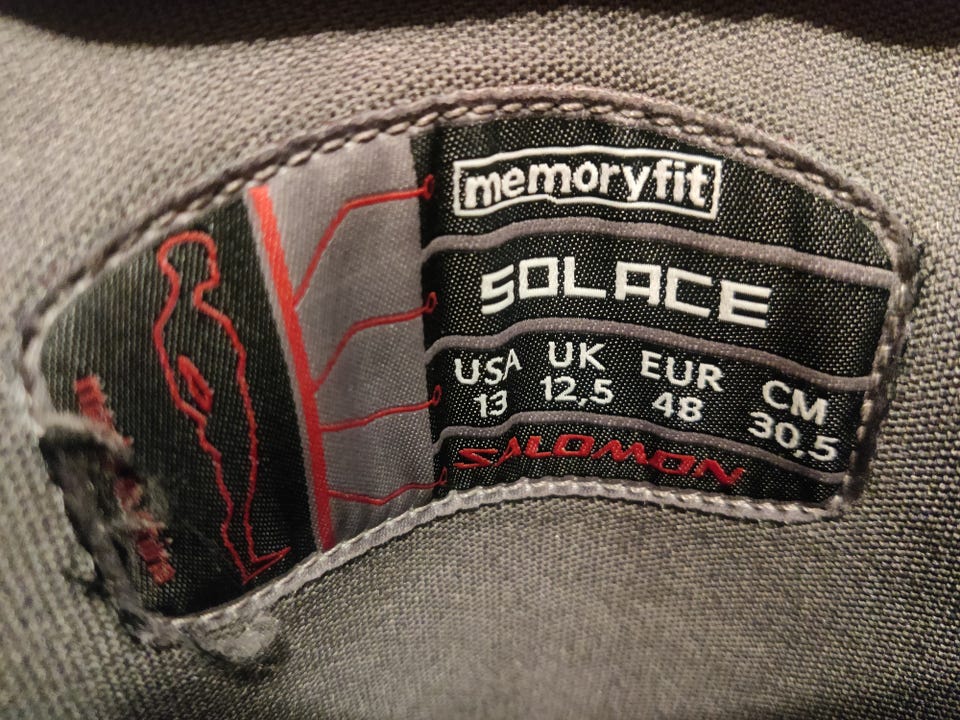 memoryfit
SOLACE
USA UK EUR CM
13 12,5 48 30,5
SALOMON